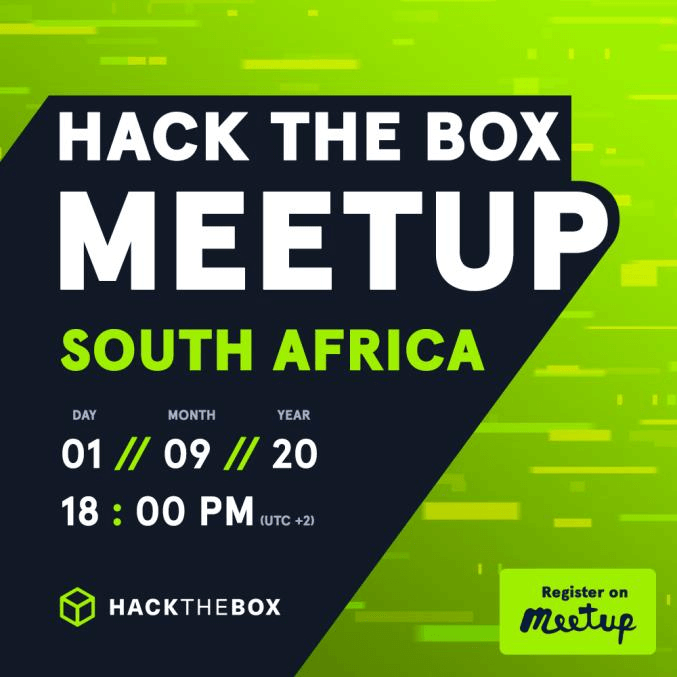 HACK THE BOX
MEETUP
SOUTH AFRICA
DAY MONTH YEAR
01 // 09 // 20
18 : 00 PM (UTC +2)
HACKTHEBOX
Register on
meetup